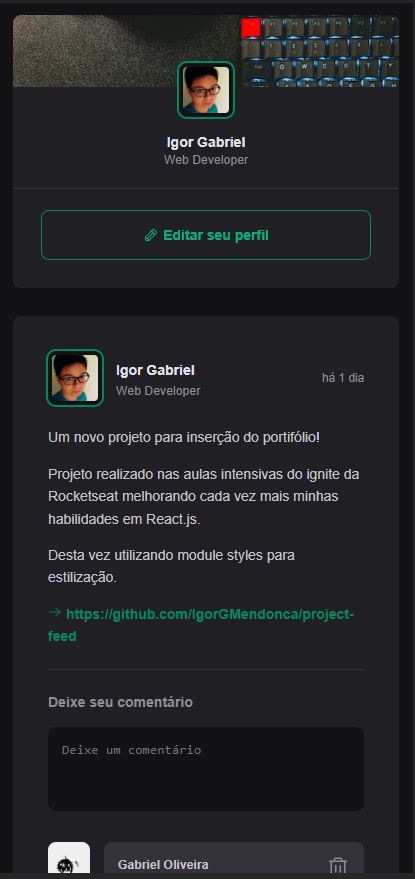 Igor Gabriel
Web Developer
Editar seu perfil
Igor Gabriel
Web Developer
há 1 dia
Um novo projeto para inserção do portifólio!
Projeto realizado nas aulas intensivas do ignite da
Rocketseat melhorando cada vez mais minhas
habilidades em React.js.
Desta vez utilizando module styles para
estilização.
→ https://github.com/IgorGMendonca/project-
feed
Deixe seu comentário
Deixe um comentário
Gabriel Oliveira